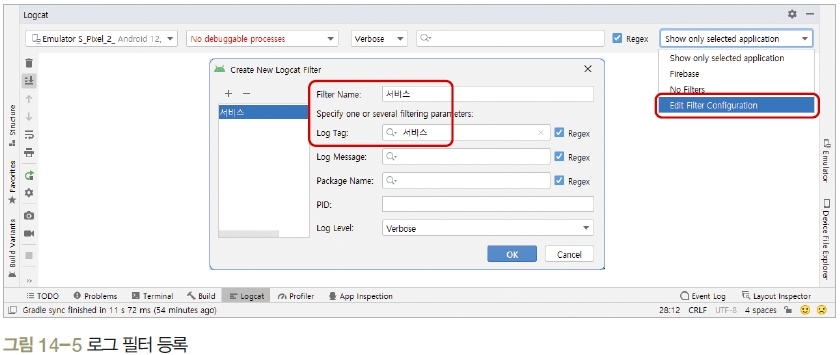 Logcat
Emulator S_Pixel_2_ Android 12, No debuggable processes Verbose Regex Show only selected application
Show only selected application
Firebase
No Filters
Edit Filter Configuration
Create New Logcat Filter
서비스
Filter Name: 서비스
Specify one or several filtering parameters:
Log Tag: 서비스 Regex
Log Message: Regex
Package Name: Regex
PID:
Log Level: Verbose
OK Cancel
Structure
Favorites
Build Variants
Emulator
Device File Explorer
TODO Problems Terminal Build Logcat Profiler App Inspection Event Log Layout Inspector
Gradle sync finished in 11 s 72 ms (54 minutes ago) 28:12 CRLF UTF-8 4 spaces
그림 14-5 로그 필터 등록